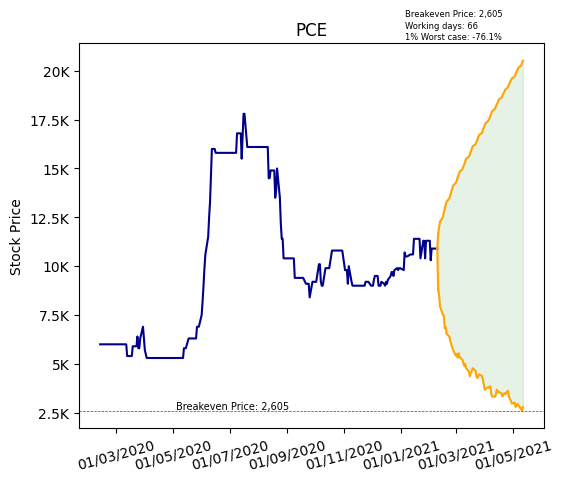 Breakeven Price: 2,605
Working days: 66
1% Worst case: -76.1%
PCE
Stock Price
20K
17.5K
15K
12.5K
10K
7.5K
5K
2.5K
Breakeven Price: 2,605
01/03/2020
01/05/2020
01/07/2020
01/09/2020
01/11/2020
01/01/2021
01/03/2021
01/05/2021